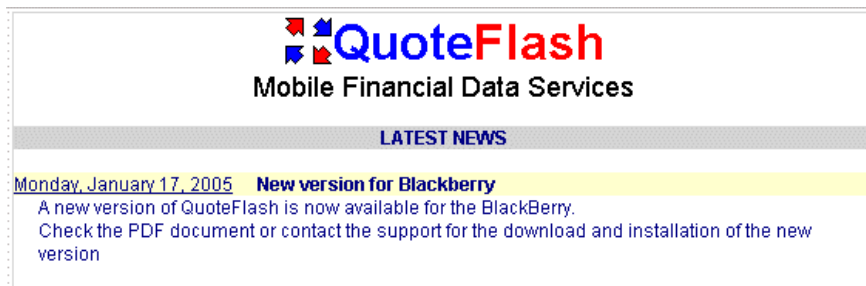 QuoteFlash
Mobile Financial Data Services
LATEST NEWS
Monday, January 17, 2005 New version for Blackberry
A new version of QuoteFlash is now available for the BlackBerry.
Check the PDF document or contact the support for the download and installation of the new
version